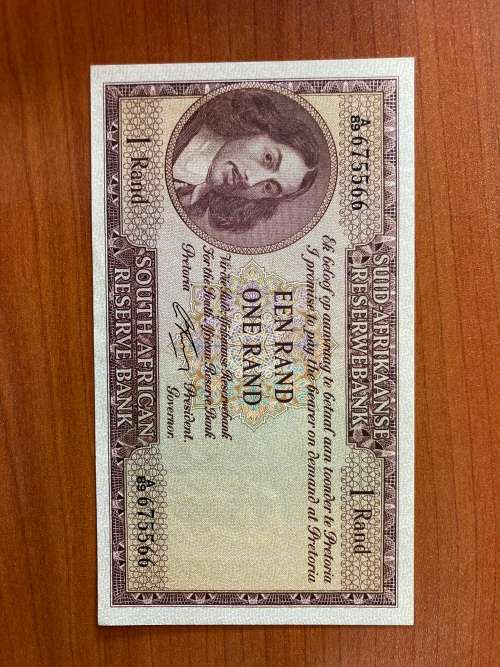 SUID-AFRIKAANSE
RESERWEBANK
A/89 675566
1 Rand
Ek beloof op aanvraag te betaal aan toonder te Pretoria
I promise to pay the bearer on demand at Pretoria
EEN RAND
ONE RAND
Vir die Suid-Afrikaanse Reserwebank
For the South African Reserve Bank
Pretoria
President.
Governor.
1 Rand
A/89 675566
SOUTH AFRICAN
RESERVE BANK